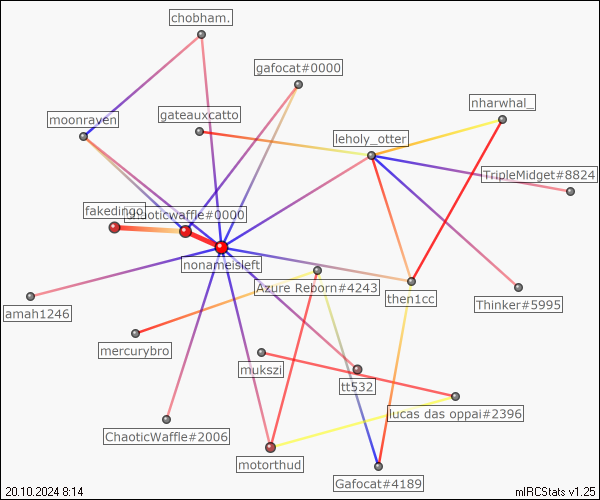 chobham.
gafocat#0000
nharwhal_
gateauxcatto
moonraven
leholy_otter
TripleMidget#8824
fakedingo
chaoticwaffle#0000
nonameisleft
Azure Reborn#4243
then1cc
Thinker#5995
amah1246
mercurybro
mukszi
tt532
lucas das oppai#2396
ChaoticWaffle#2006
motorthud
Gafocat#4189
20.10.2024 8:14
mIRCStats v1.25